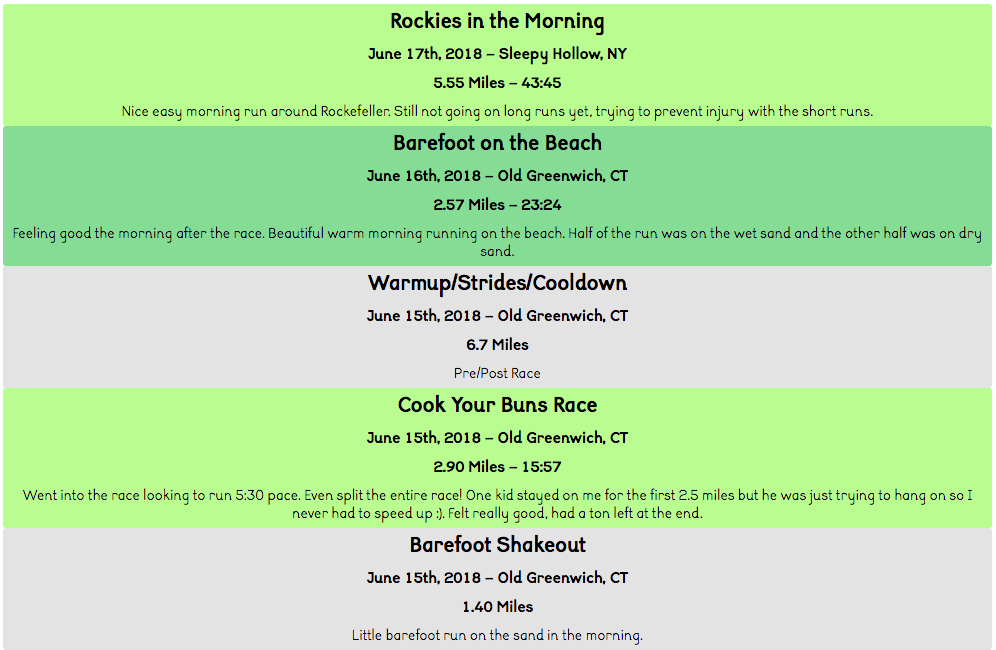 Rockies in the Morning
June 17th, 2018 – Sleepy Hollow, NY
5.55 Miles – 43:45
Nice easy morning run around Rockefeller. Still not going on long runs yet, trying to prevent injury with the short runs.
Barefoot on the Beach
June 16th, 2018 – Old Greenwich, CT
2.57 Miles – 23:24
Feeling good the morning after the race. Beautiful warm morning running on the beach. Half of the run was on the wet sand and the other half was on dry
sand.
Warmup/Strides/Cooldown
June 15th, 2018 – Old Greenwich, CT
6.7 Miles
Pre/Post Race
Cook Your Buns Race
June 15th, 2018 – Old Greenwich, CT
2.90 Miles – 15:57
Went into the race looking to run 5:30 pace. Even split the entire race! One kid stayed on me for the first 2.5 miles but he was just trying to hang on so I
never had to speed up :). Felt really good, had a ton left at the end.
Barefoot Shakeout
June 15th, 2018 – Old Greenwich, CT
1.40 Miles
Little barefoot run on the sand in the morning.